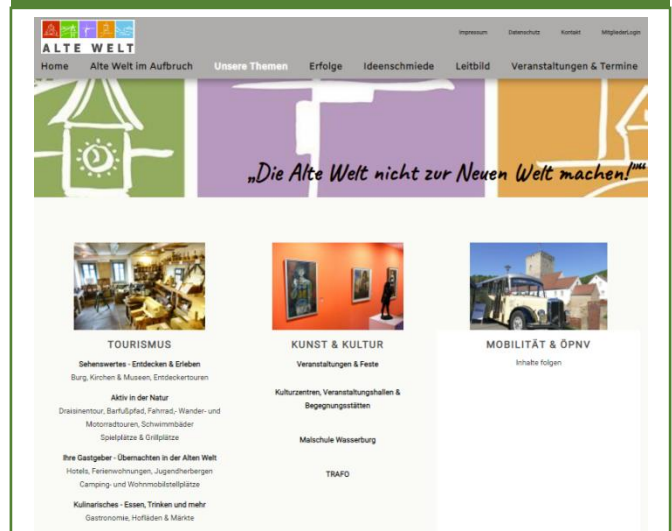 ALTE WELT
Impressum Datenschutz Kontakt MitgliederLogin
Home Alte Welt im Aufbruch Unsere Themen Erfolge Ideenschmiede Leitbild Veranstaltungen & Termine
„Die Alte Welt nicht zur Neuen Welt machen!"“
TOURISMUS
Sehenswertes - Entdecken & Erleben
Burg, Kirchen & Museen, Entdeckertouren
Aktiv in der Natur
Draisinentour, Barfußpfad, Fahrrad,- Wander- und
Motorradtouren, Schwimmbäder
Spielplätze & Grillplätze
Ihre Gastgeber - Übernachten in der Alten Welt
Hotels, Ferienwohnungen, Jugendherbergen
Camping- und Wohnmobilstellplätze
Kulinarisches - Essen, Trinken und mehr
Gastronomie, Hofläden & Märkte
KUNST & KULTUR
Veranstaltungen & Feste
Kulturzentren, Veranstaltungshallen &
Begegnungsstätten
Malschule Wasserburg
TRAFO
MOBILITÄT & ÖPNV
Inhalte folgen